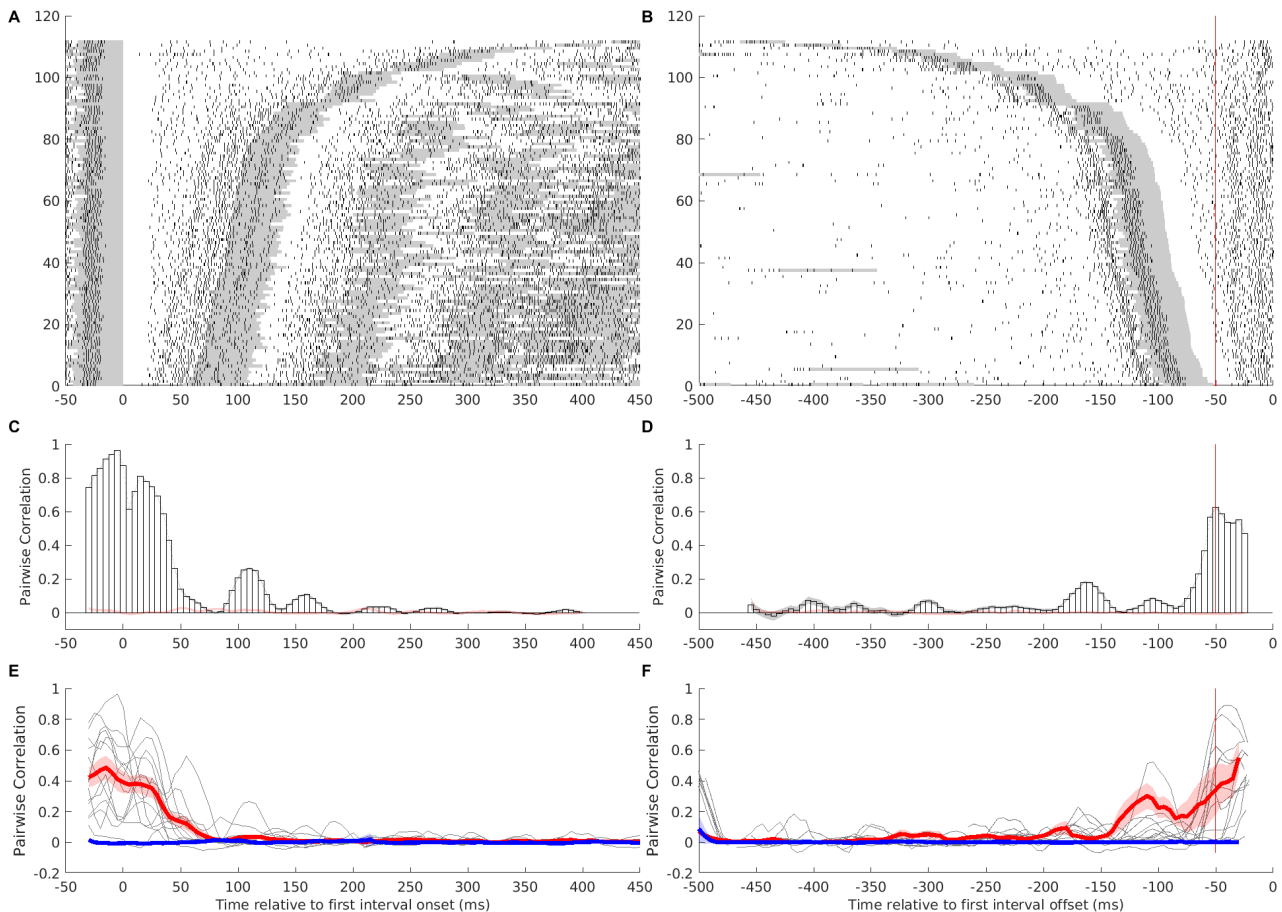 A
120
100
80
60
40
20
0
-50 0 50 100 150 200 250 300 350 400 450
B
120
100
80
60
40
20
0
-500 -450 -400 -350 -300 -250 -200 -150 -100 -50 0
C
Pairwise Correlation
1
0.8
0.6
0.4
0.2
0
-50 0 50 100 150 200 250 300 350 400 450
D
Pairwise Correlation
1
0.8
0.6
0.4
0.2
0
-500 -450 -400 -350 -300 -250 -200 -150 -100 -50 0
E
Pairwise Correlation
1
0.8
0.6
0.4
0.2
0
-0.2
-50 0 50 100 150 200 250 300 350 400 450
Time relative to first interval onset (ms)
F
Pairwise Correlation
1
0.8
0.6
0.4
0.2
0
-0.2
-500 -450 -400 -350 -300 -250 -200 -150 -100 -50 0
Time relative to first interval offset (ms)